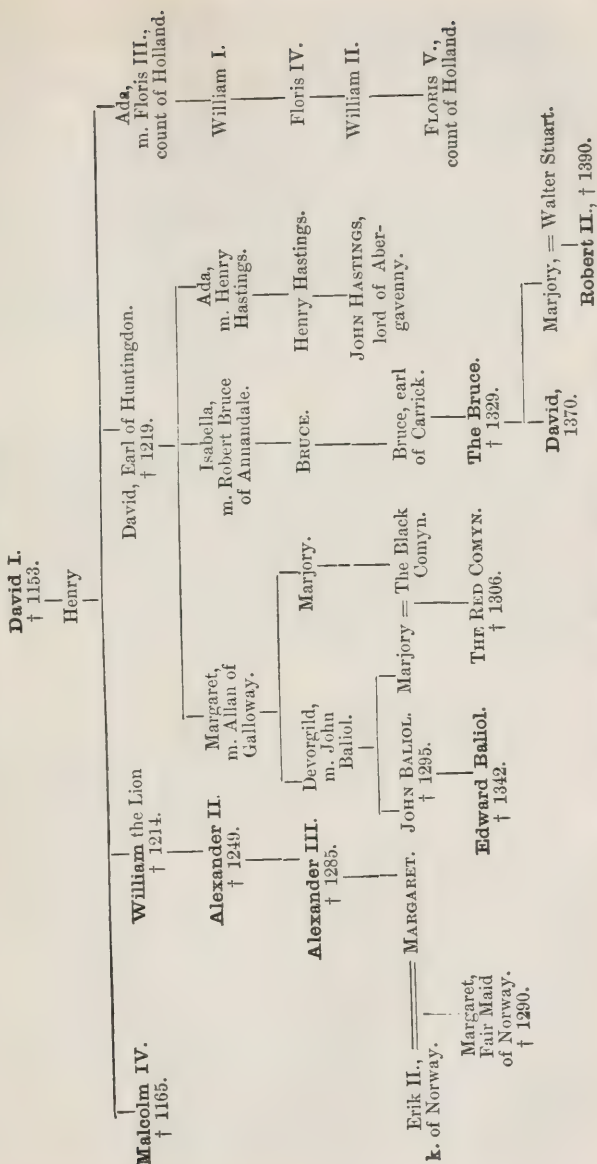 David I.
† 1153.
Henry
Malcolm IV.
† 1165.
William the Lion
† 1214.
David, Earl of Huntingdon.
† 1219.
Ada,
m. Floris III.,
count of Holland.
Alexander II.
† 1249.
Margaret,
m. Allan of
Galloway.
Isabella,
m. Robert Bruce
of Annandale.
Ada,
m. Henry
Hastings.
William I.
Alexander III.
† 1285.
Devorgild,
m. John
Baliol.
Marjory.
BRUCE.
Henry Hastings.
Floris IV.
Erik II.,
k. of Norway.
MARGARET.
JOHN BALIOL.
† 1295.
Marjory = The Black
Comyn.
Bruce, earl
of Carrick.
JOHN HASTINGS,
lord of Aber-
gavenny.
William II.
Margaret,
Fair Maid
of Norway.
† 1290.
Edward Baliol.
† 1342.
THE RED COMYN.
† 1306.
The Bruce.
† 1329.
FLORIS V.,
count of Holland.
David,
1370.
Marjory, = Walter Stuart.
Robert II., † 1390.